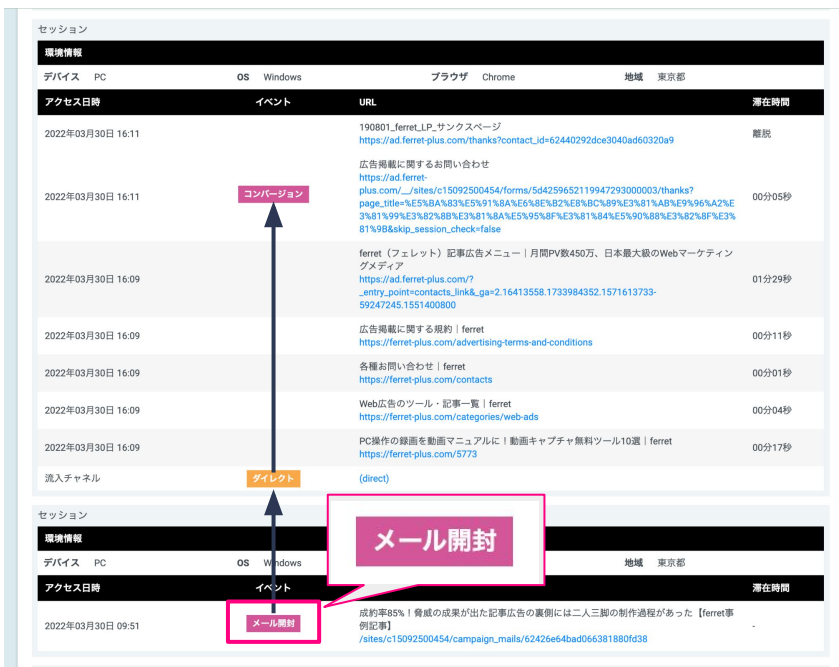 セッション
環境情報
デバイス PC OS Windows ブラウザ Chrome 地域 東京都
アクセス日時 イベント URL 滞在時間
190801_ferret_LP_サンクスページ
2022年03月30日 16:11 離脱
https://ad.ferret-plus.com/thanks?contact_id=62440292dce3040ad60320a9
広告掲載に関するお問い合わせ
https://ad.ferret-
plus.com/__/sites/c15092500454/forms/5d4259652119947293000003/thanks?
2022年03月30日 16:11 コンバージョン 00分05秒
page_title=%E5%BA%83%E5%91%8A%E6%8E%B2%E8%BC%89%E3%81%AB%E9%96%A2%E
3%81%99%E3%82%8B%E3%81%8A%E5%95%8F%E3%81%84%E5%90%88%E3%82%8F%E3%
81%9B&skip_session_check=false
ferret（フェレット）記事広告メニュー｜月間PV数450万、日本最大級のWebマーケティン
グメディア
2022年03月30日 16:09 01分29秒
https://ad.ferret-plus.com/?
_entry_point=contacts_link&_ga=2.16413558.1733984352.1571613733-
59247245.1551400800
広告掲載に関する規約｜ferret
2022年03月30日 16:09 00分11秒
https://ferret-plus.com/advertising-terms-and-conditions
各種お問い合わせ｜ferret
2022年03月30日 16:09 00分01秒
https://ferret-plus.com/contacts
Web広告のツール・記事一覧｜ferret
2022年03月30日 16:09 00分04秒
https://ferret-plus.com/categories/web-ads
PC操作の録画を動画マニュアルに！動画キャプチャ無料ツール10選｜ferret
2022年03月30日 16:09 00分17秒
https://ferret-plus.com/5773
流入チャネル ダイレクト (direct)
セッション
メール開封
環境情報
デバイス PC OS Windows 地域 東京都
アクセス日時 イベント 滞在時間
成約率85%！脅威の成果が出た記事広告の裏側には二人三脚の制作過程があった【ferret事
例記事】
2022年03月30日 09:51 メール開封 -
/sites/c15092500454/campaign_mails/62426e64bad066381880fd38